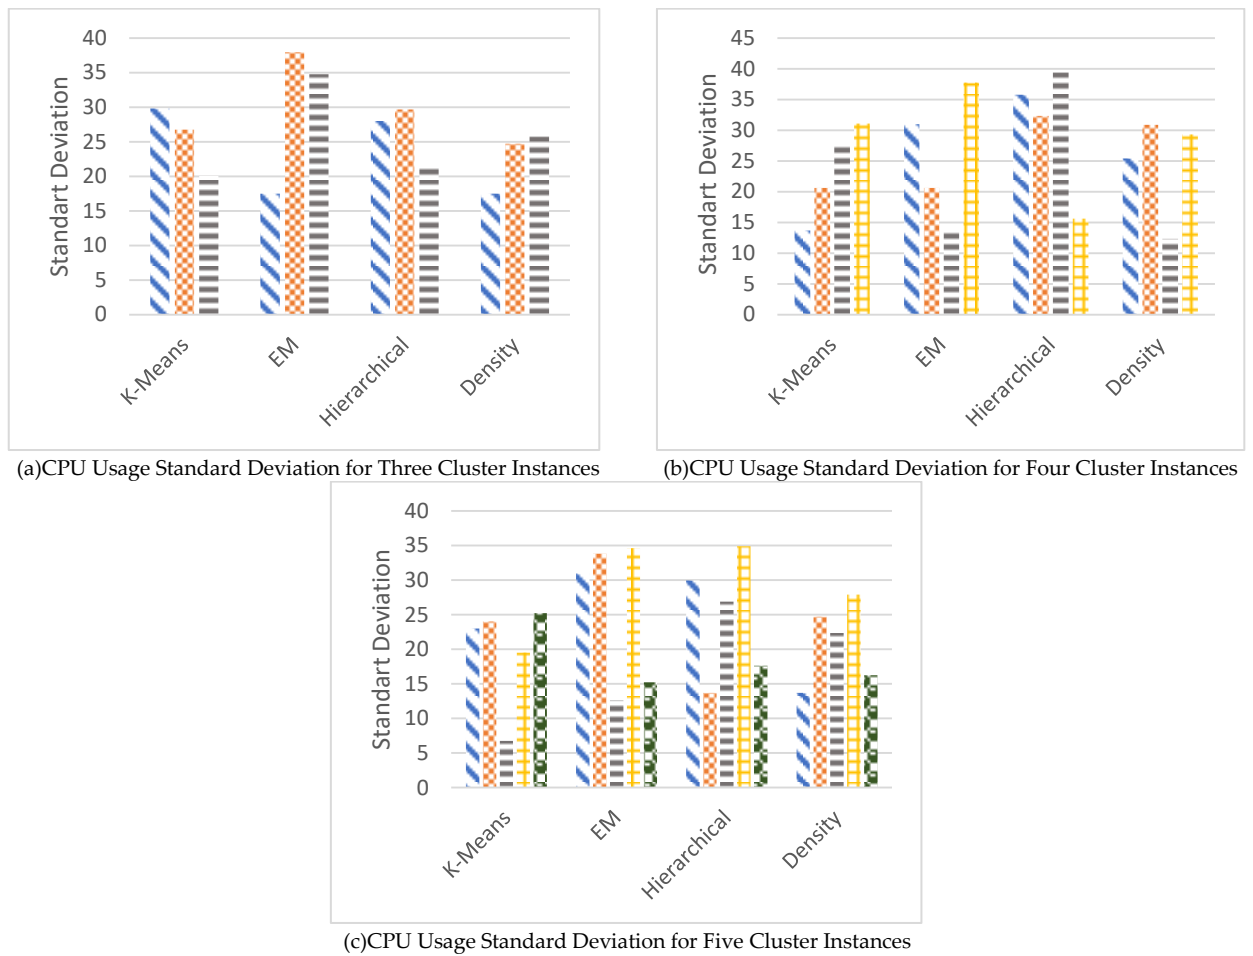 40
35
30
25
20
15
10
5
0
Standart Deviation
K-Means
EM
Hierarchical
Density
(a)CPU Usage Standard Deviation for Three Cluster Instances
45
40
35
30
25
20
15
10
5
0
Standart Deviation
K-Means
EM
Hierarchical
Density
(b)CPU Usage Standard Deviation for Four Cluster Instances
40
35
30
25
20
15
10
5
0
Standart Deviation
K-Means
EM
Hierarchical
Density
(c)CPU Usage Standard Deviation for Five Cluster Instances